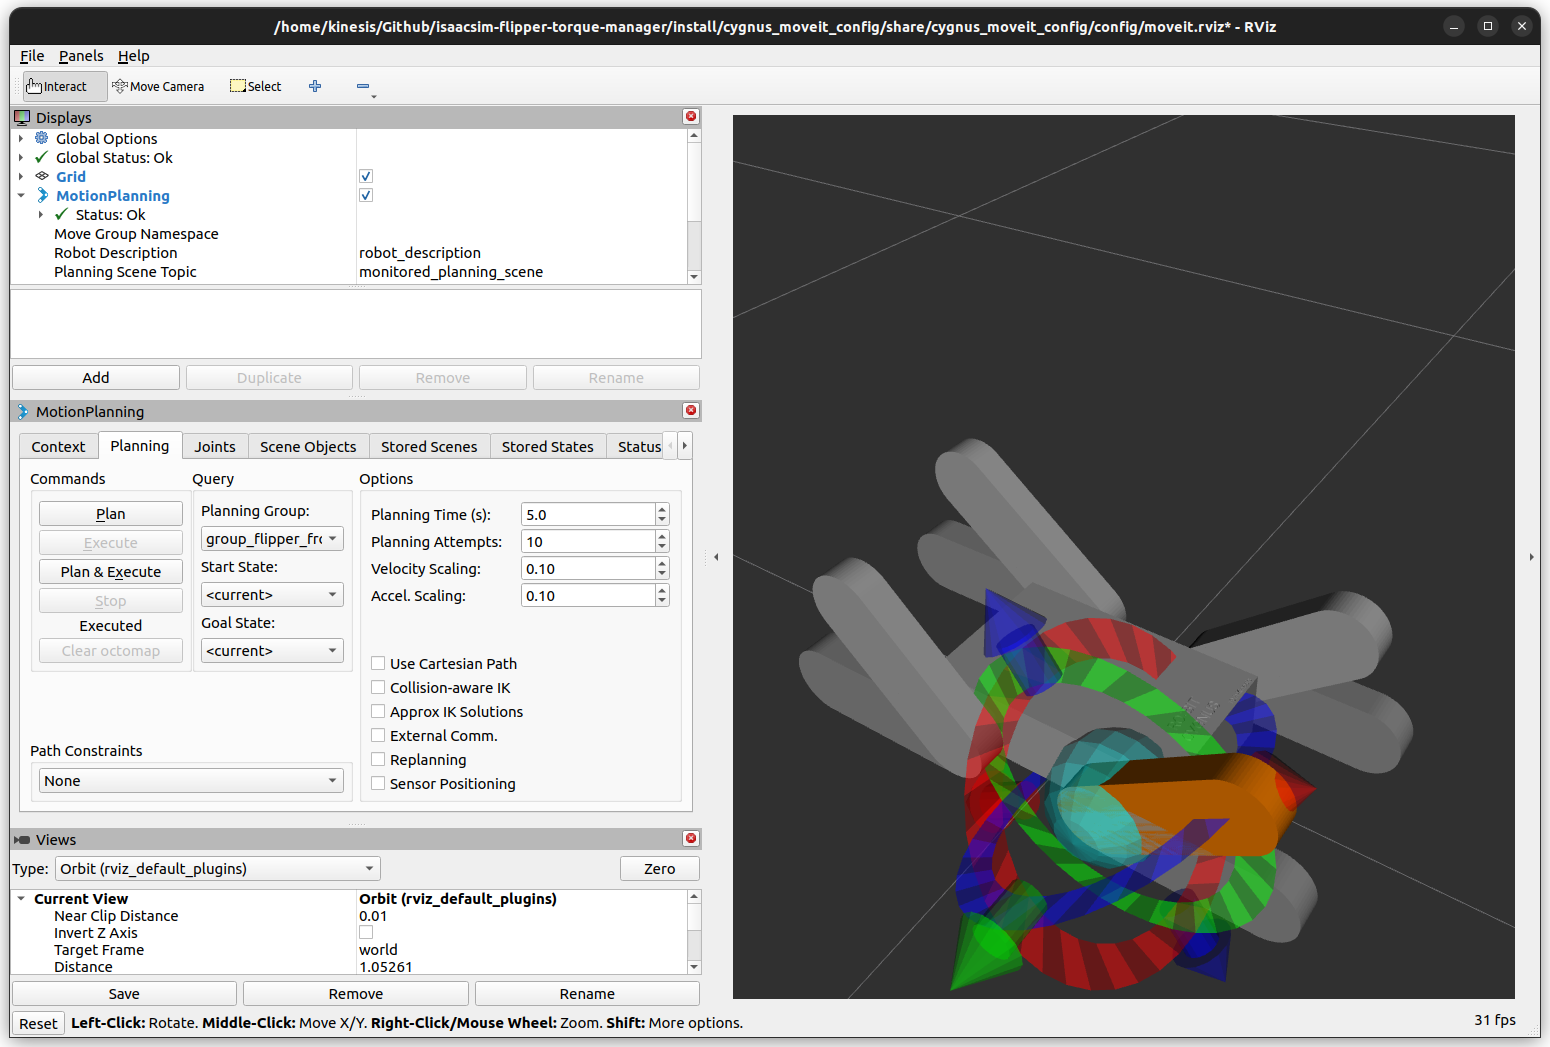 /home/kinesis/Github/isaacsim-flipper-torque-manager/install/cygnus_moveit_config/share/cygnus_moveit_config/config/moveit.rviz* - RViz
File Panels Help
Interact Move Camera Select
Displays
Global Options
Global Status: Ok
Grid
MotionPlanning
Status: Ok
Move Group Namespace
Robot Description robot_description
Planning Scene Topic monitored_planning_scene
Add Duplicate Remove Rename
MotionPlanning
Context Planning Joints Scene Objects Stored Scenes Stored States Status
Commands Query Options
Plan
Execute
Plan & Execute
Stop
Executed
Clear octomap
Planning Group:
group_flipper_fro
Start State:
<current>
Goal State:
<current>
Planning Time (s): 5.0
Planning Attempts: 10
Velocity Scaling: 0.10
Accel. Scaling: 0.10
Use Cartesian Path
Collision-aware IK
Approx IK Solutions
External Comm.
Replanning
Sensor Positioning
Path Constraints
None
Views
Type: Orbit (rviz_default_plugins) Zero
Current View Orbit (rviz_default_plugins)
Near Clip Distance 0.01
Invert Z Axis
Target Frame world
Distance 1.05261
Save Remove Rename
Reset Left-Click: Rotate. Middle-Click: Move X/Y. Right-Click/Mouse Wheel: Zoom. Shift: More options. 31 fps